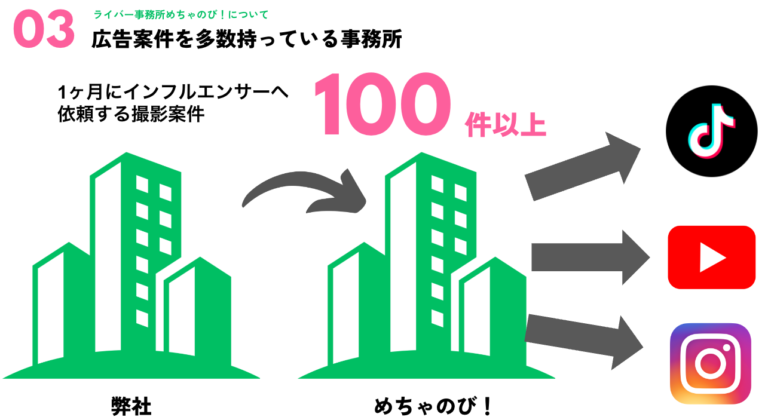 03
ライバー事務所めちゃのび！について
広告案件を多数持っている事務所
1ヶ月にインフルエンサーへ
依頼する撮影案件
100件以上
弊社
めちゃのび！